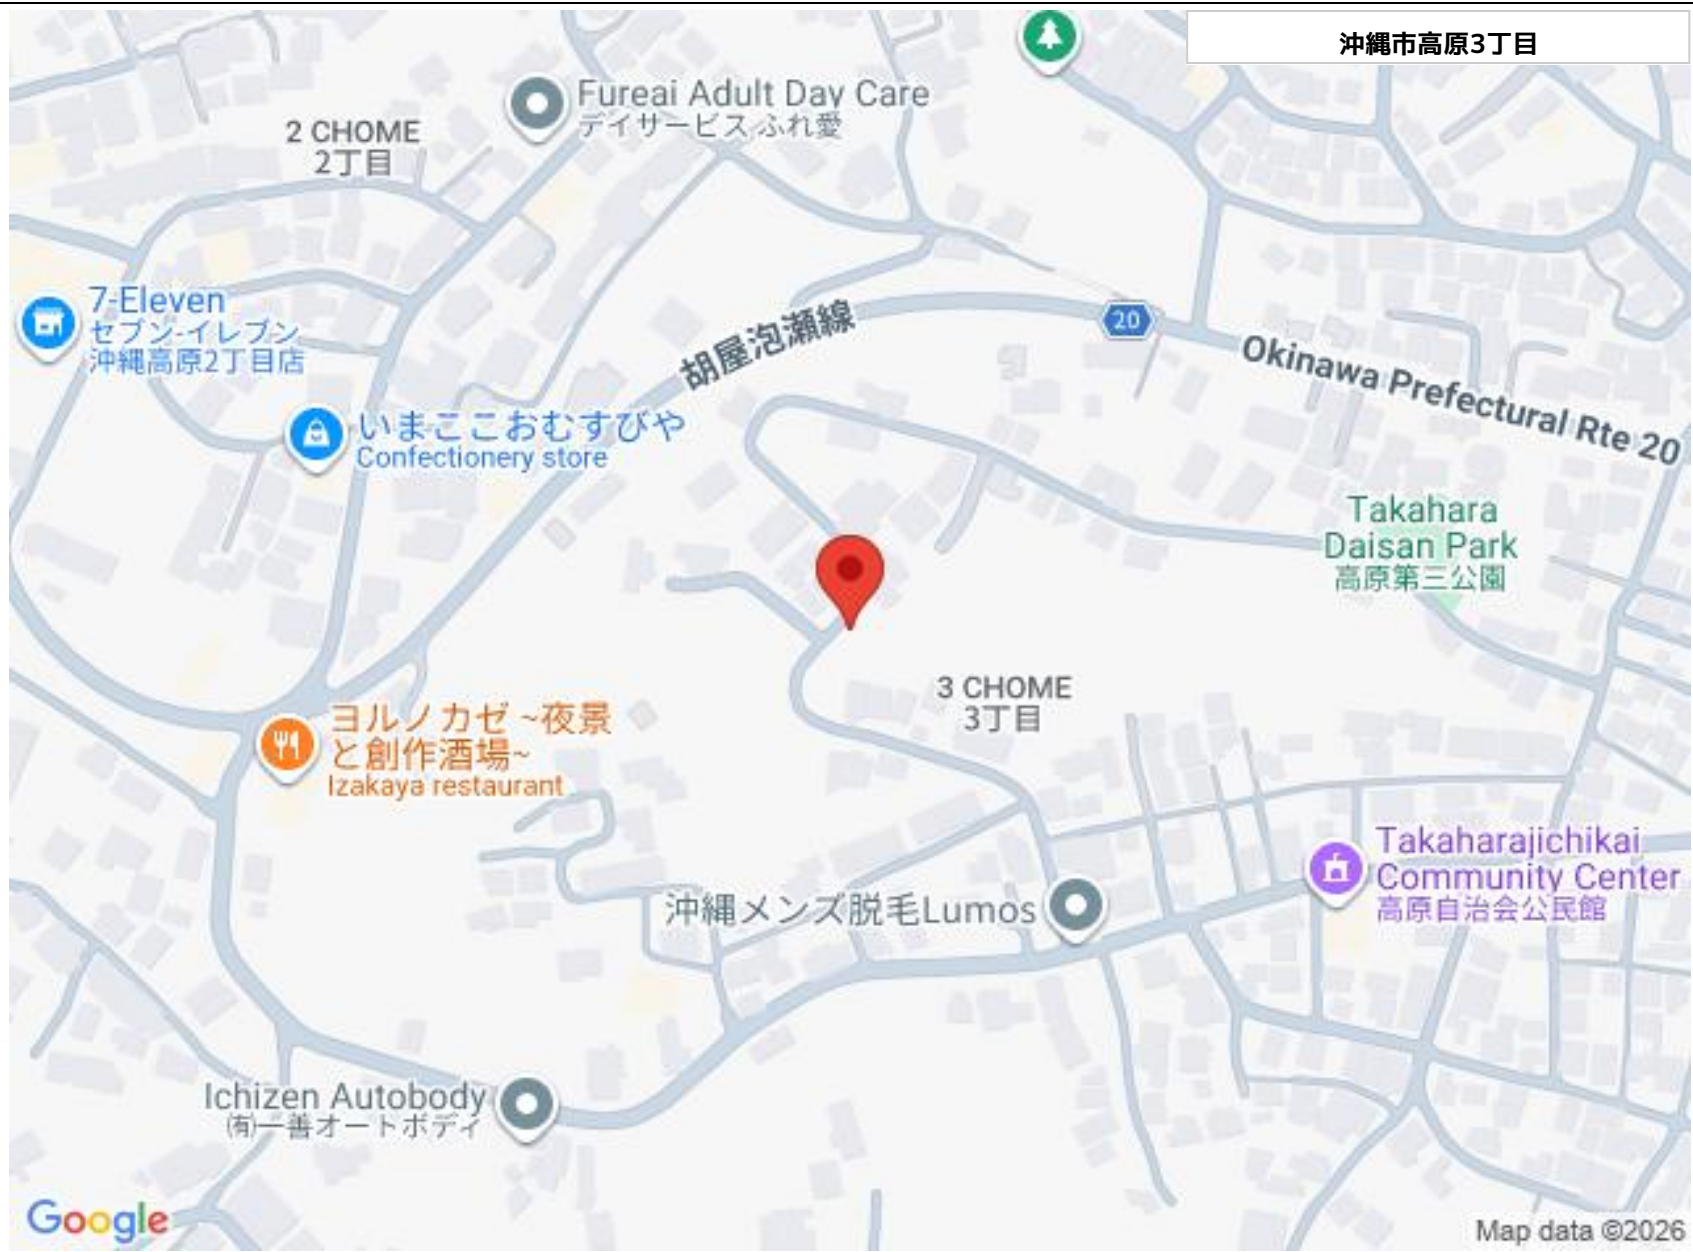 沖縄市高原3丁目
Fureai Adult Day Care
デイサービス ふれ愛
2 CHOME
2丁目
7-Eleven
セブン-イレブン
沖縄高原2丁目店
胡屋泡瀬線
20
Okinawa Prefectural Rte 20
いまここおむすびや
Confectionery store
Takahara
Daisan Park
高原第三公園
3 CHOME
3丁目
ヨルノカゼ ~夜景
と創作酒場~
Izakaya restaurant
Takaharajichikai
Community Center
高原自治会公民館
沖縄メンズ脱毛Lumos
Ichizen Autobody
㈲一善オートボディ
Google
Map data ©2026